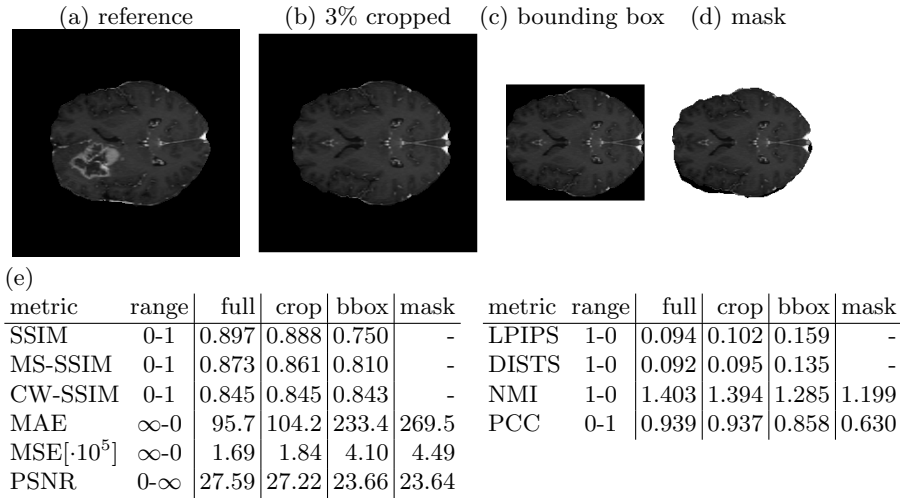 (a) reference (b) 3% cropped (c) bounding box (d) mask
(e)
metric range full crop bbox mask
SSIM 0-1 0.897 0.888 0.750 -
MS-SSIM 0-1 0.873 0.861 0.810 -
CW-SSIM 0-1 0.845 0.845 0.843 -
MAE ∞-0 95.7 104.2 233.4 269.5
MSE[·10⁵] ∞-0 1.69 1.84 4.10 4.49
PSNR 0-∞ 27.59 27.22 23.66 23.64
metric range full crop bbox mask
LPIPS 1-0 0.094 0.102 0.159 -
DISTS 1-0 0.092 0.095 0.135 -
NMI 1-0 1.403 1.394 1.285 1.199
PCC 0-1 0.939 0.937 0.858 0.630